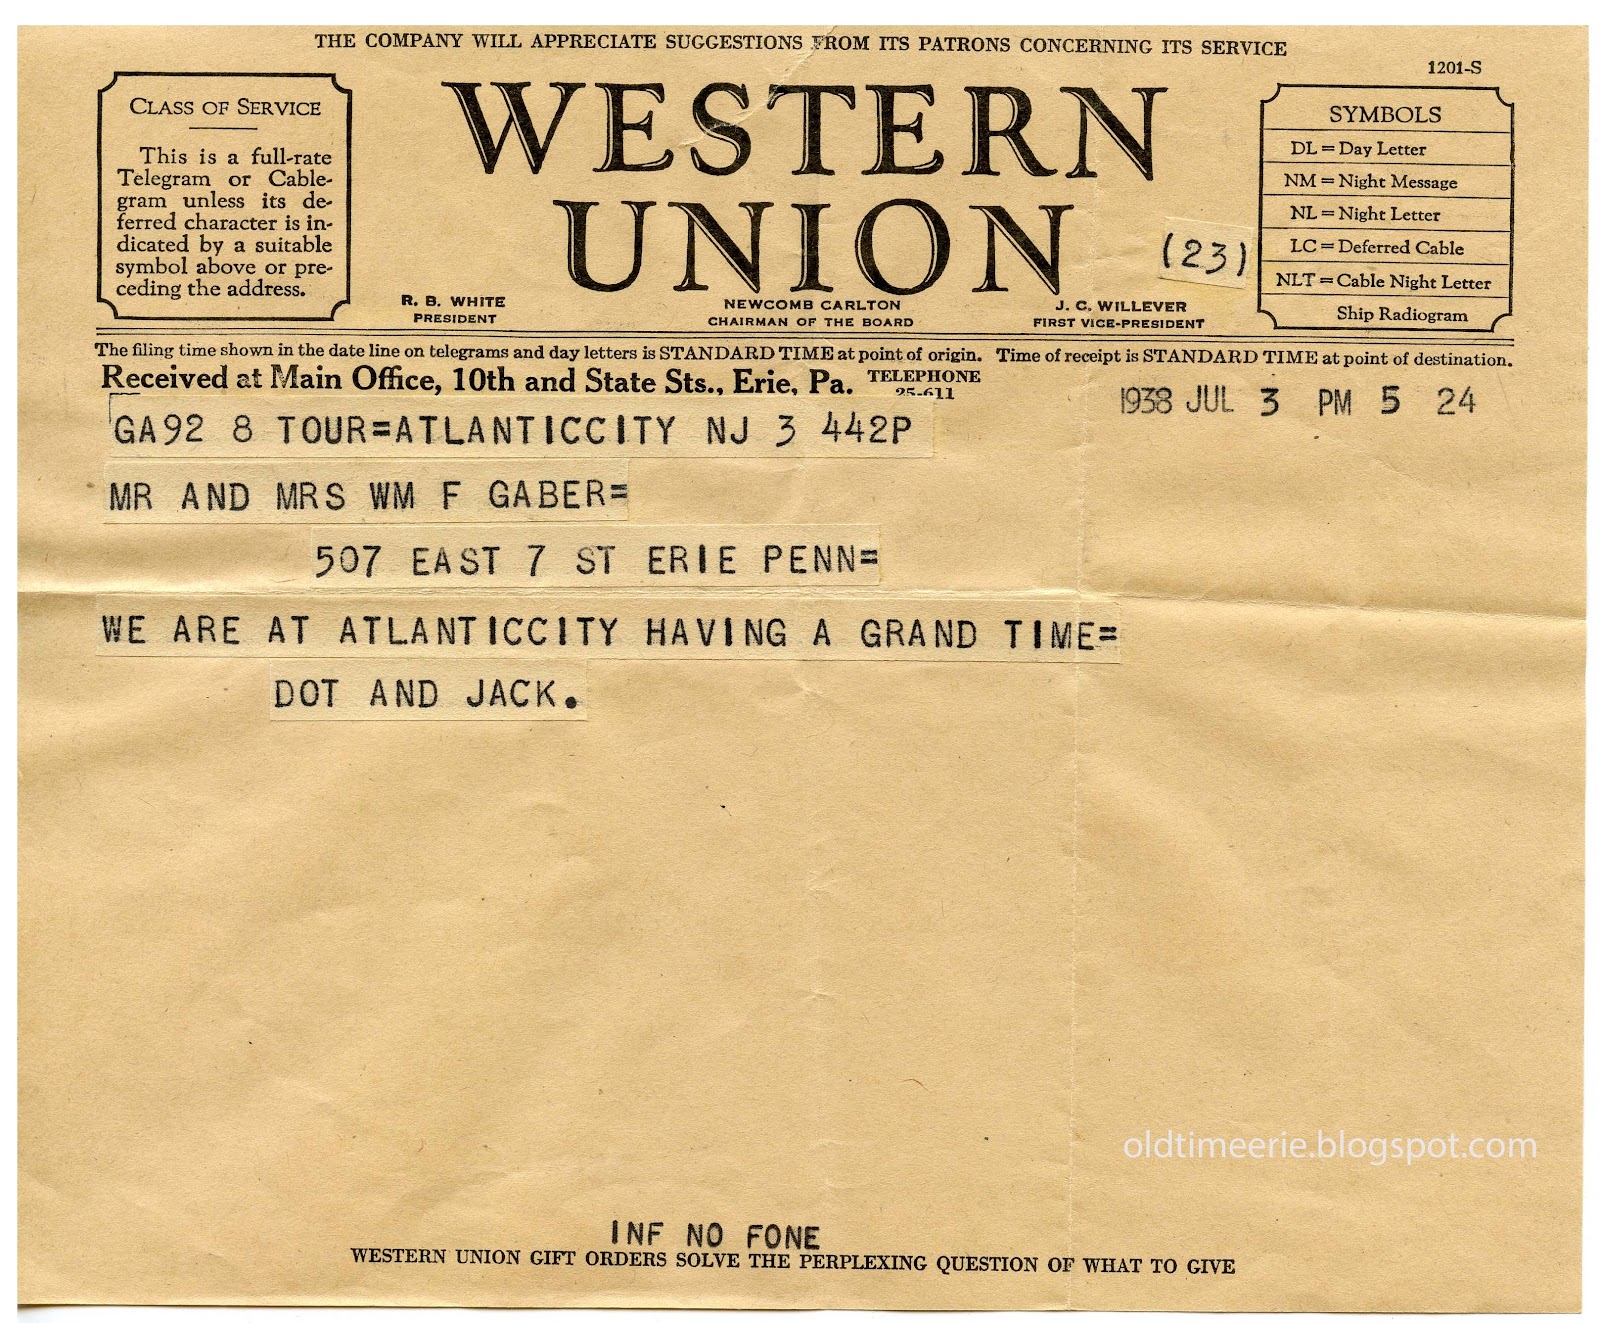 THE COMPANY WILL APPRECIATE SUGGESTIONS FROM ITS PATRONS CONCERNING ITS SERVICE
1201-S
CLASS OF SERVICE
This is a full-rate
Telegram or Cable-
gram unless its de-
ferred character is in-
dicated by a suitable
symbol above or pre-
ceding the address.
WESTERN
UNION
(23)
R. B. WHITE
PRESIDENT
NEWCOMB CARLTON
CHAIRMAN OF THE BOARD
J. C. WILLEVER
FIRST VICE-PRESIDENT
SYMBOLS
DL = Day Letter
NM = Night Message
NL = Night Letter
LC = Deferred Cable
NLT = Cable Night Letter
Ship Radiogram
The filing time shown in the date line on telegrams and day letters is STANDARD TIME at point of origin. Time of receipt is STANDARD TIME at point of destination.
Received at Main Office, 10th and State Sts., Erie, Pa. TELEPHONE
25-611
1938 JUL 3 PM 5 24
GA92 8 TOUR=ATLANTICCITY NJ 3 442P
MR AND MRS WM F GABER=
507 EAST 7 ST ERIE PENN=
WE ARE AT ATLANTICCITY HAVING A GRAND TIME=
DOT AND JACK.
oldtimeerie.blogspot.com
INF NO FONE
WESTERN UNION GIFT ORDERS SOLVE THE PERPLEXING QUESTION OF WHAT TO GIVE